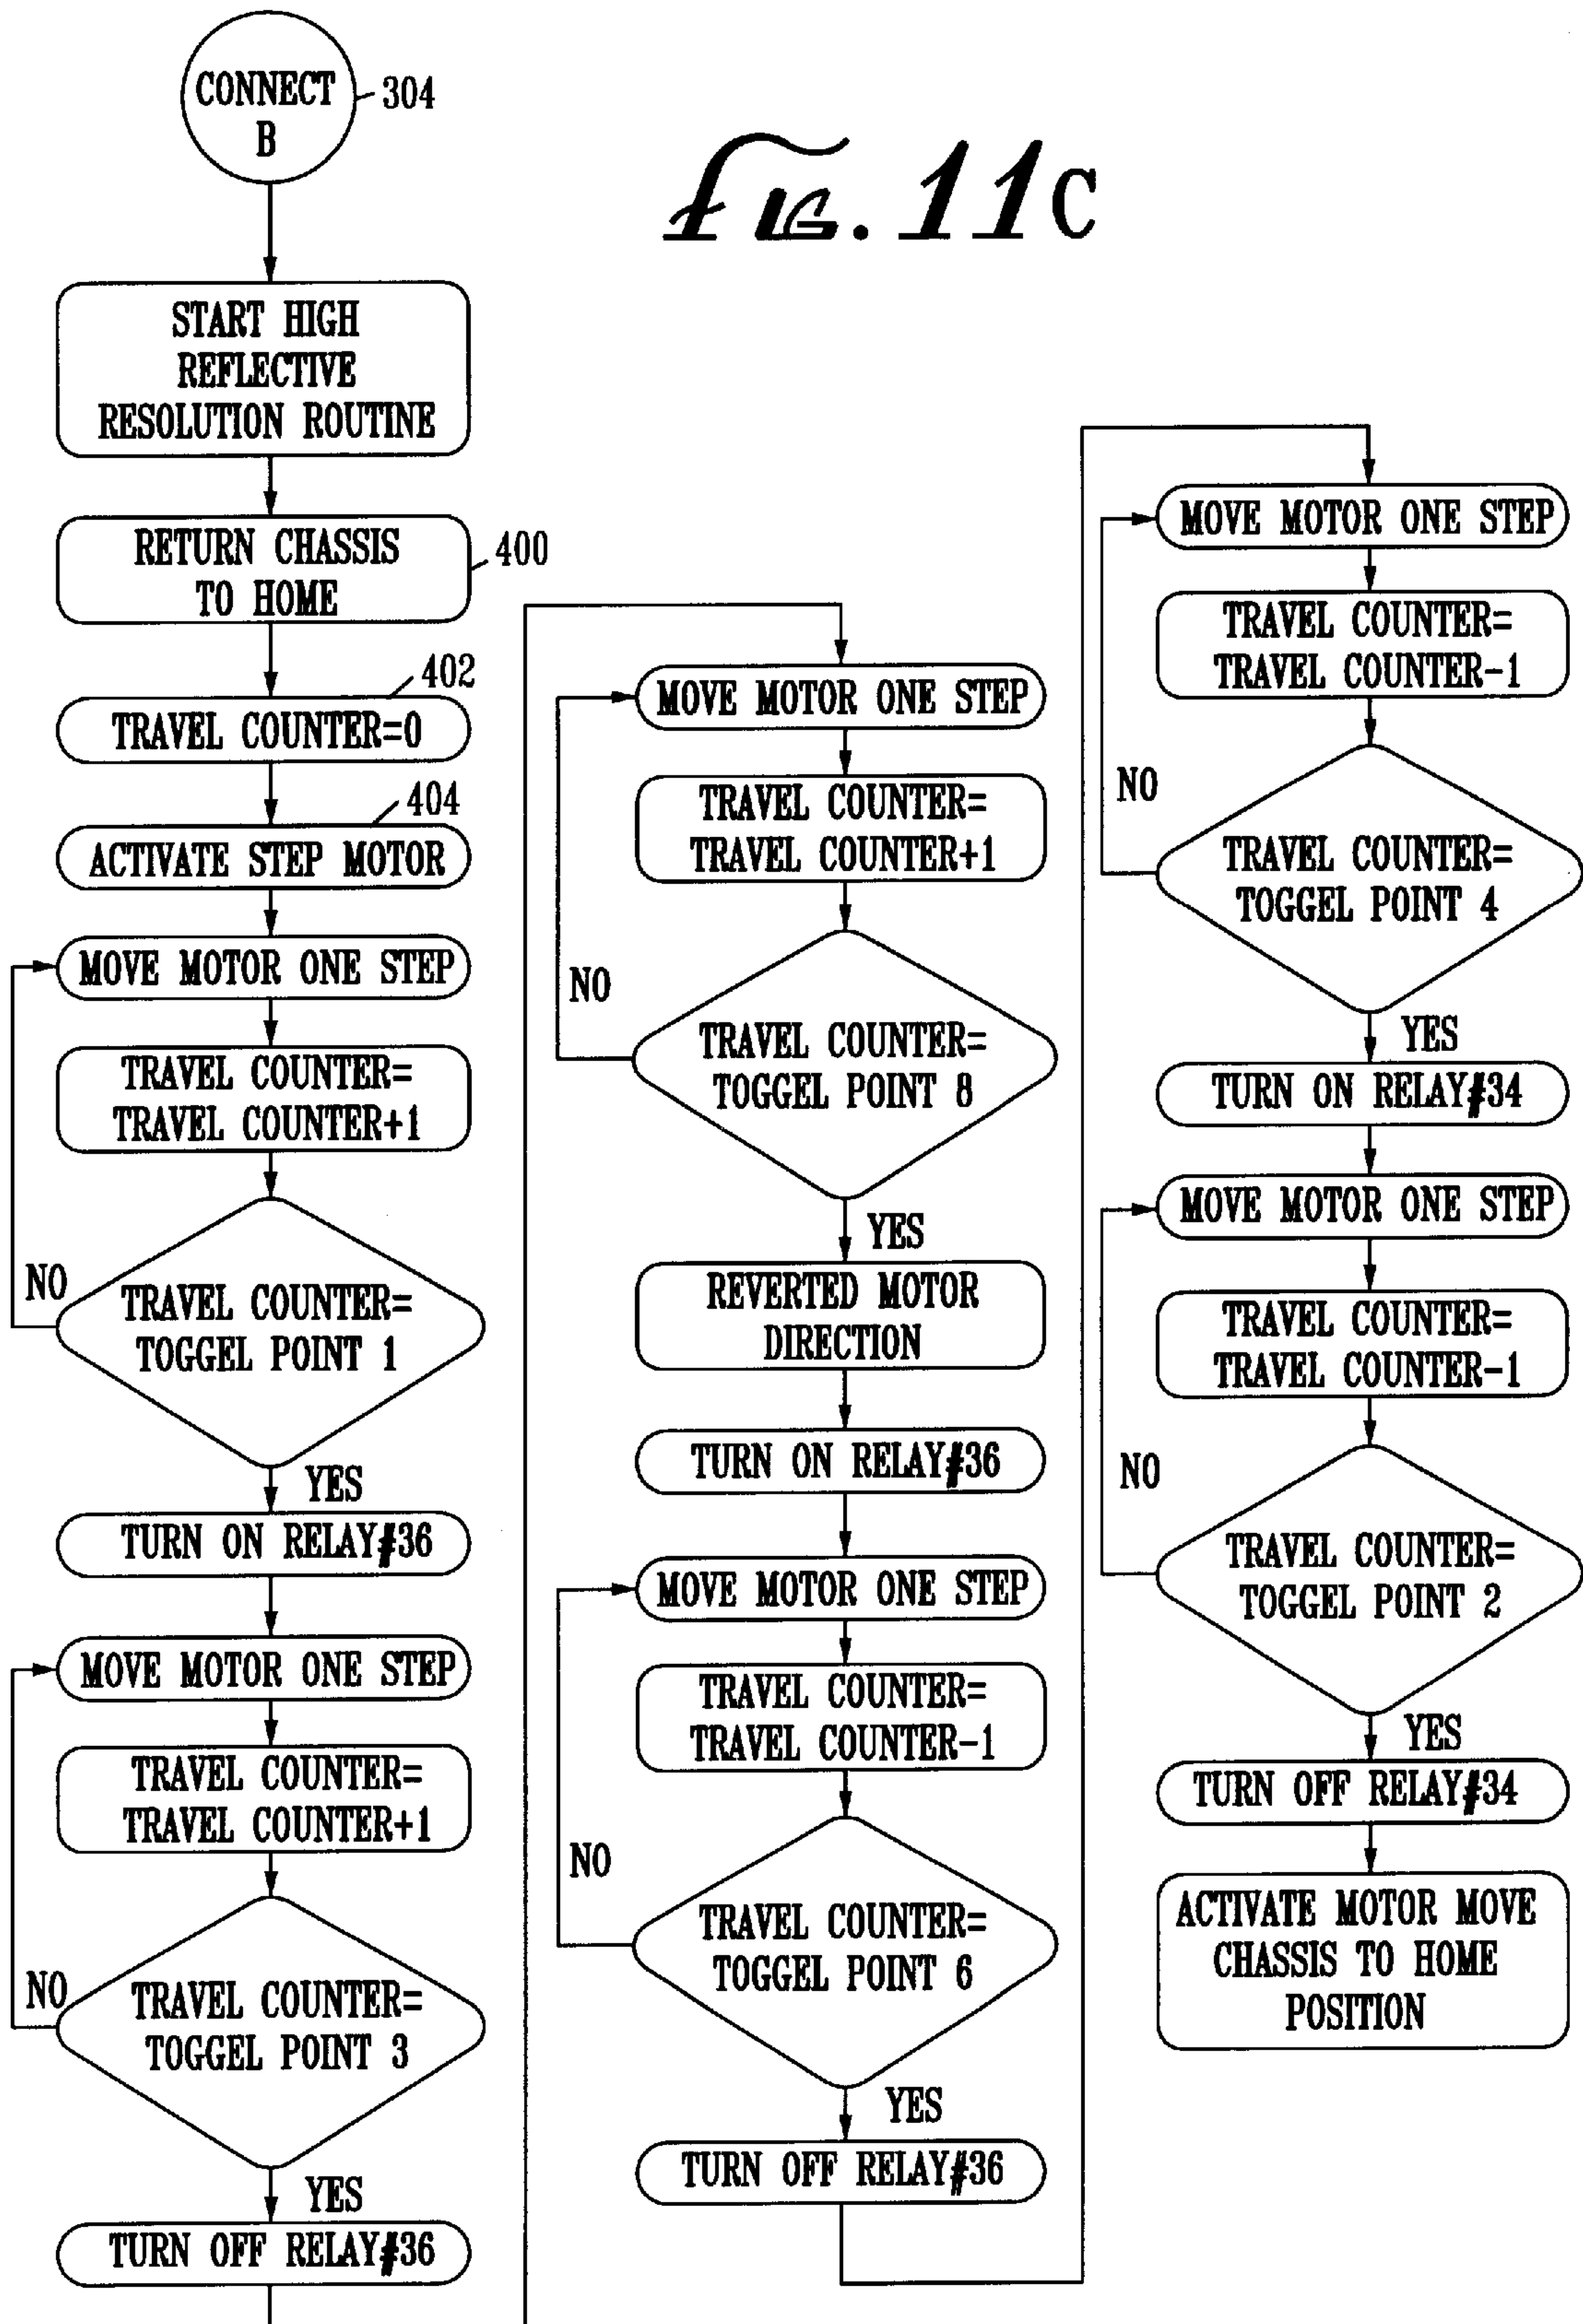 CONNECT
B
304
Fig. 11c
START HIGH
REFLECTIVE
RESOLUTION ROUTINE
RETURN CHASSIS
TO HOME
400
402
TRAVEL COUNTER=0
404
ACTIVATE STEP MOTOR
MOVE MOTOR ONE STEP
TRAVEL COUNTER=
TRAVEL COUNTER+1
NO
TRAVEL COUNTER=
TOGGEL POINT 1
YES
TURN ON RELAY#36
MOVE MOTOR ONE STEP
TRAVEL COUNTER=
TRAVEL COUNTER+1
NO
TRAVEL COUNTER=
TOGGEL POINT 3
YES
TURN OFF RELAY#36
MOVE MOTOR ONE STEP
TRAVEL COUNTER=
TRAVEL COUNTER+1
NO
TRAVEL COUNTER=
TOGGEL POINT 8
YES
REVERTED MOTOR
DIRECTION
TURN ON RELAY#36
MOVE MOTOR ONE STEP
TRAVEL COUNTER=
TRAVEL COUNTER-1
NO
TRAVEL COUNTER=
TOGGEL POINT 6
YES
TURN OFF RELAY#36
MOVE MOTOR ONE STEP
TRAVEL COUNTER=
TRAVEL COUNTER-1
NO
TRAVEL COUNTER=
TOGGEL POINT 4
YES
TURN ON RELAY#34
MOVE MOTOR ONE STEP
TRAVEL COUNTER=
TRAVEL COUNTER-1
NO
TRAVEL COUNTER=
TOGGEL POINT 2
YES
TURN OFF RELAY#34
ACTIVATE MOTOR MOVE
CHASSIS TO HOME
POSITION